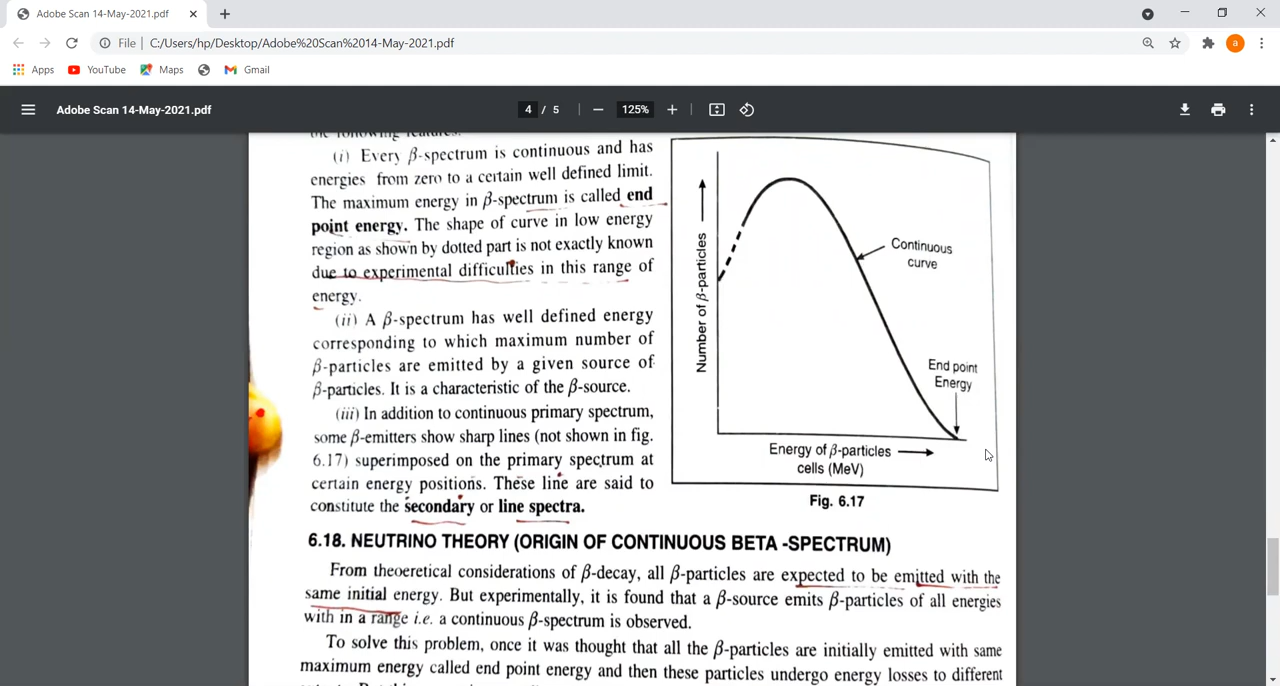 Adobe Scan 14-May-2021.pdf
File C:/Users/hp/Desktop/Adobe%20Scan%2014-May-2021.pdf
a
Apps YouTube Maps Gmail
Adobe Scan 14-May-2021.pdf
4 / 5 125%
the following features.
(i) Every β-spectrum is continuous and has
energies from zero to a certain well defined limit.
The maximum energy in β-spectrum is called end
point energy. The shape of curve in low energy
region as shown by dotted part is not exactly known
due to experimental difficulties in this range of
energy.
(ii) A β-spectrum has well defined energy
corresponding to which maximum number of
β-particles are emitted by a given source of
β-particles. It is a characteristic of the β-source.
(iii) In addition to continuous primary spectrum,
some β-emitters show sharp lines (not shown in fig.
6.17) superimposed on the primary spectrum at
certain energy positions. These line are said to
constitute the secondary or line spectra.
Number of β-particles
Continuous
curve
End point
Energy
Energy of β-particles
cells (MeV)
Fig. 6.17
6.18. NEUTRINO THEORY (ORIGIN OF CONTINUOUS BETA -SPECTRUM)
From theoeretical considerations of β-decay, all β-particles are expected to be emitted with the
same initial energy. But experimentally, it is found that a β-source emits β-particles of all energies
with in a range i.e. a continuous β-spectrum is observed.
To solve this problem, once it was thought that all the β-particles are initially emitted with same
maximum energy called end point energy and then these particles undergo energy losses to different